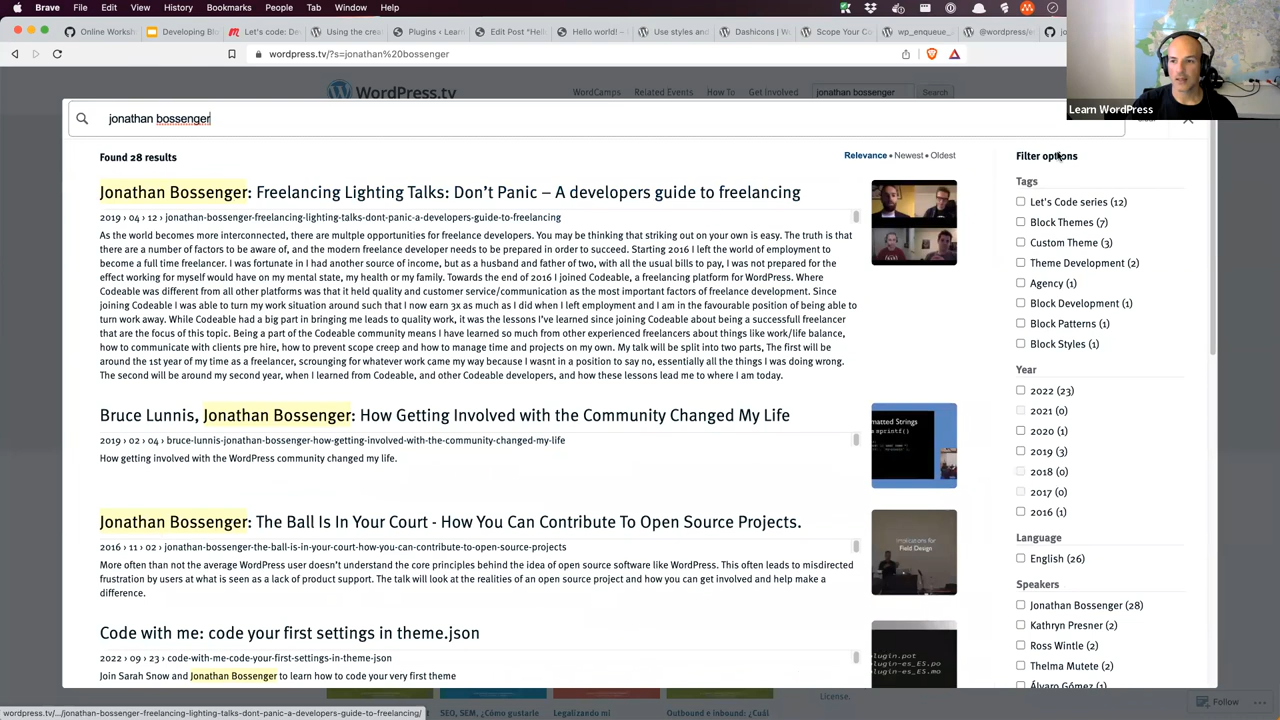 Brave File Edit View History Bookmarks Profiles Tab Window Help
Online Worksh
Developing Blo
Let's code: De
Using the crea
Plugins ‹ Learn
Edit Post "Hell
Hello world! –
Use styles and
Dashicons | W
Scope Your Co
wp_enqueue_
@wordpress/e
wordpress.tv/?s=jonathan%20bossenger
WordPress.tv
WordCamps Related Events How To Get Involved jonathan bossenger Search
Learn WordPress
jonathan bossenger
Found 28 results
Relevance • Newest • Oldest
Jonathan Bossenger: Freelancing Lighting Talks: Don't Panic – A developers guide to freelancing
2019 › 04 › 12 › jonathan-bossenger-freelancing-lighting-talks-dont-panic-a-developers-guide-to-freelancing
As the world becomes more interconnected, there are multple opportunities for freelance developers. You may be thinking that striking out on your own is easy. The truth is that
there are a number of factors to be aware of, and the modern freelance developer needs to be prepared in order to succeed. Starting 2016 I left the world of employment to
become a full time freelancer. I was fortunate in I had another source of income, but as a husband and father of two, with all the usual bills to pay, I was not prepared for the
effect working for myself would have on my mental state, my health or my family. Towards the end of 2016 I joined Codeable, a freelancing platform for WordPress. Where
Codeable was different from all other platforms was that it held quality and customer service/communication as the most important factors of freelance development. Since
joining Codeable I was able to turn my work situation around such that I now earn 3x as much as I did when I left employment and I am in the favourable position of being able to
turn work away. While Codeable had a big part in bringing me leads to quality work, it was the lessons I've learned since joining Codeable about being a successful freelancer
that are the focus of this topic. Being a part of the Codeable community means I have learned so much from other experienced freelancers about things like work/life balance,
how to communicate with clients pre hire, how to prevent scope creep and how to manage time and projects on my own. My talk will be split into two parts, The first will be
around the 1st year of my time as a freelancer, scrounging for whatever work came my way because I wasnt in a position to say no, essentially all the things I was doing wrong.
The second will be around my second year, when I learned from Codeable, and other Codeable developers, and how these lessons lead me to where I am today.
Bruce Lunnis, Jonathan Bossenger: How Getting Involved with the Community Changed My Life
2019 › 02 › 04 › bruce-lunnis-jonathan-bossenger-how-getting-involved-with-the-community-changed-my-life
How getting involved with the WordPress community changed my life.
matted Strings
mprintf()
Jonathan Bossenger: The Ball Is In Your Court - How You Can Contribute To Open Source Projects.
2016 › 11 › 02 › jonathan-bossenger-the-ball-is-in-your-court-how-you-can-contribute-to-open-source-projects
More often than not the average WordPress user doesn't understand the core principles behind the idea of open source software like WordPress. This often leads to misdirected
frustration by users at what is seen as a lack of product support. The talk will look at the realities of an open source project and how you can get involved and help make a
difference.
Implications for
Field Design
Code with me: code your first settings in theme.json
2022 › 09 › 23 › code-with-me-code-your-first-settings-in-theme-json
Join Sarah Snow and jonathan Bossenger to learn how to code your very first theme
plugin.pot
plugin-es_ES.po
plugin-es_ES.mo
Filter options
Tags
Let's Code series (12)
Block Themes (7)
Custom Theme (3)
Theme Development (2)
Agency (1)
Block Development (1)
Block Patterns (1)
Block Styles (1)
Year
2022 (23)
2021 (0)
2020 (1)
2019 (3)
2018 (0)
2017 (0)
2016 (1)
Language
English (26)
Speakers
Jonathan Bossenger (28)
Kathryn Presner (2)
Ross Wintle (2)
Thelma Mutete (2)
Álvaro Gómez (1)
SEO, SEM, ¿Cómo gustarle
Legalizando mi
Outbound e inbound: ¿Cuál
License.
Follow
wordpress.tv/.../jonathan-bossenger-freelancing-lighting-talks-dont-panic-a-developers-guide-to-freelancing/